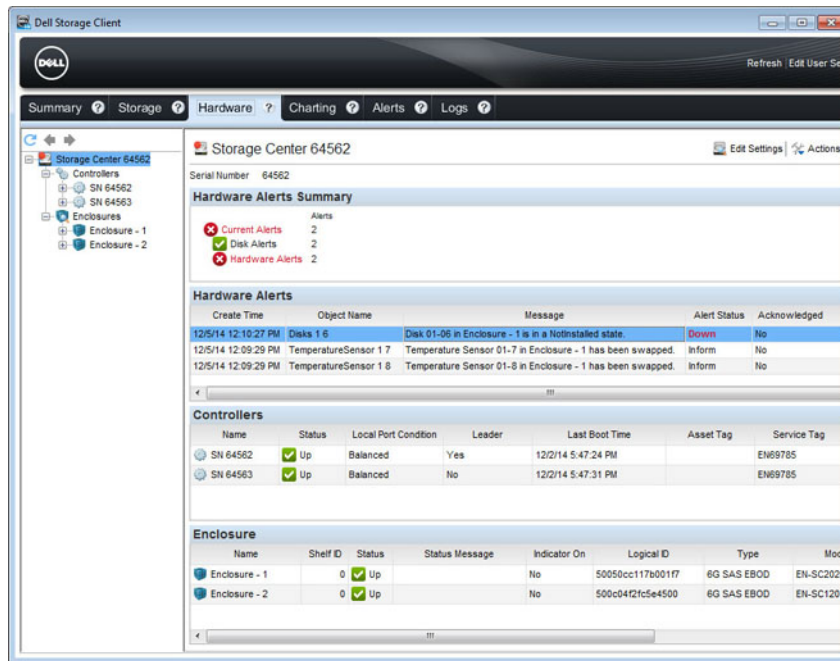 Dell Storage Client
DELL
Refresh Edit User Se
Summary ? Storage ? Hardware ? Charting ? Alerts ? Logs ?
Storage Center 64562
Controllers
SN 64562
SN 64563
Enclosures
Enclosure - 1
Enclosure - 2
Storage Center 64562
Edit Settings Actions
Serial Number 64562
Hardware Alerts Summary
Alerts
Current Alerts 2
Disk Alerts 2
Hardware Alerts 2
Hardware Alerts
Create Time Object Name Message Alert Status Acknowledged
12/5/14 12:10:27 PM Disks 1 6 Disk 01-06 in Enclosure - 1 is in a NotInstalled state. Down No
12/5/14 12:09:29 PM TemperatureSensor 1 7 Temperature Sensor 01-7 in Enclosure - 1 has been swapped. Inform No
12/5/14 12:09:29 PM TemperatureSensor 1 8 Temperature Sensor 01-8 in Enclosure - 1 has been swapped. Inform No
Controllers
Name Status Local Port Condition Leader Last Boot Time Asset Tag Service Tag
SN 64562 Up Balanced Yes 12/2/14 5:47:24 PM EN69785
SN 64563 Up Balanced No 12/2/14 5:47:31 PM EN69785
Enclosure
Name Shelf ID Status Status Message Indicator On Logical ID Type Mod
Enclosure - 1 0 Up No 50050cc117b001f7 6G SAS EBOD EN-SC202
Enclosure - 2 0 Up No 500c04f2fc5e4500 6G SAS EBOD EN-SC120